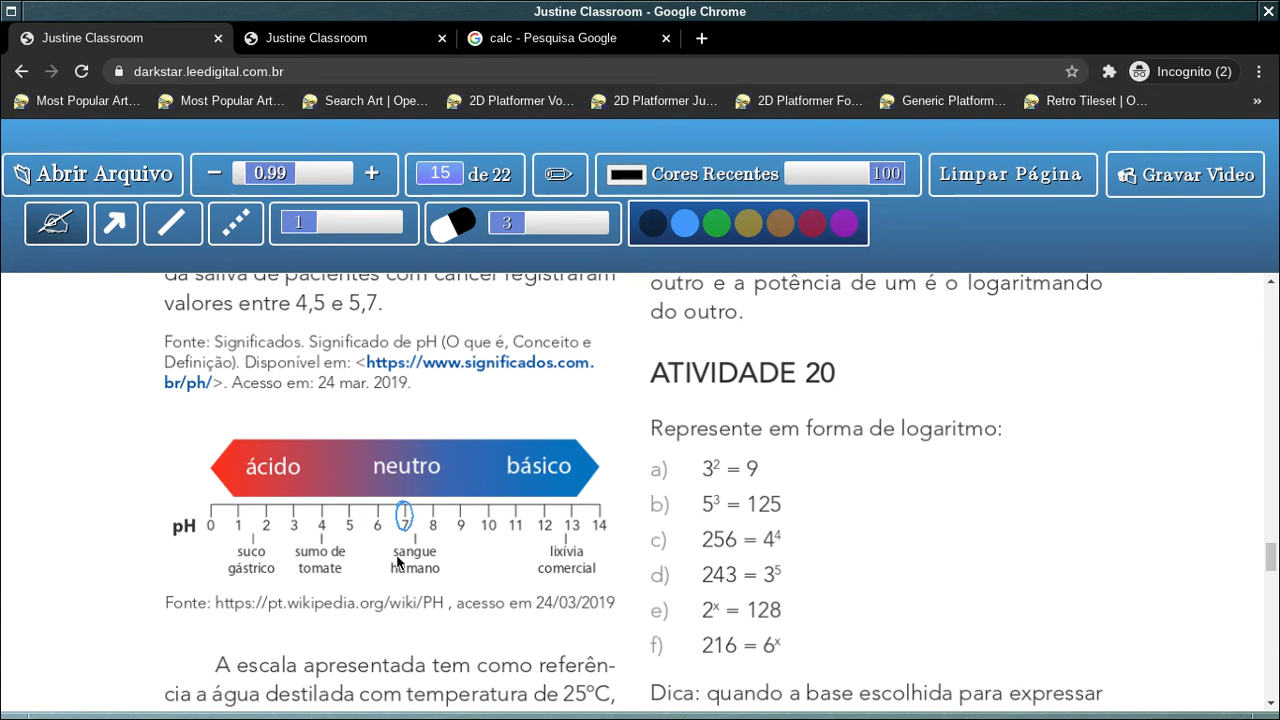 Justine Classroom - Google Chrome
Justine Classroom
Justine Classroom
calc - Pesquisa Google
darkstar.leedigital.com.br
Incognito (2)
Most Popular Art…
Most Popular Art…
Search Art | Ope…
2D Platformer Vo…
2D Platformer Ju…
2D Platformer Fo…
Generic Platform…
Retro Tileset | O…
»
Abrir Arquivo
− 0.99 +
15 de 22
Cores Recentes 100
Limpar Página
Gravar Video
1
3
da saliva de pacientes com câncer registraram
valores entre 4,5 e 5,7.
Fonte: Significados. Significado de pH (O que é, Conceito e
Definição). Disponível em: <https://www.significados.com.
br/ph/>. Acesso em: 24 mar. 2019.
ácido neutro básico
pH 0 1 2 3 4 5 6 7 8 9 10 11 12 13 14
suco
gástrico
sumo de
tomate
sangue
humano
lixívia
comercial
Fonte: https://pt.wikipedia.org/wiki/PH , acesso em 24/03/2019
A escala apresentada tem como referên-
cia a água destilada com temperatura de 25ºC,
outro e a potência de um é o logaritmando
do outro.
ATIVIDADE 20
Represente em forma de logaritmo:
a) 3² = 9
b) 5³ = 125
c) 256 = 4⁴
d) 243 = 3⁵
e) 2ˣ = 128
f) 216 = 6ˣ
Dica: quando a base escolhida para expressar